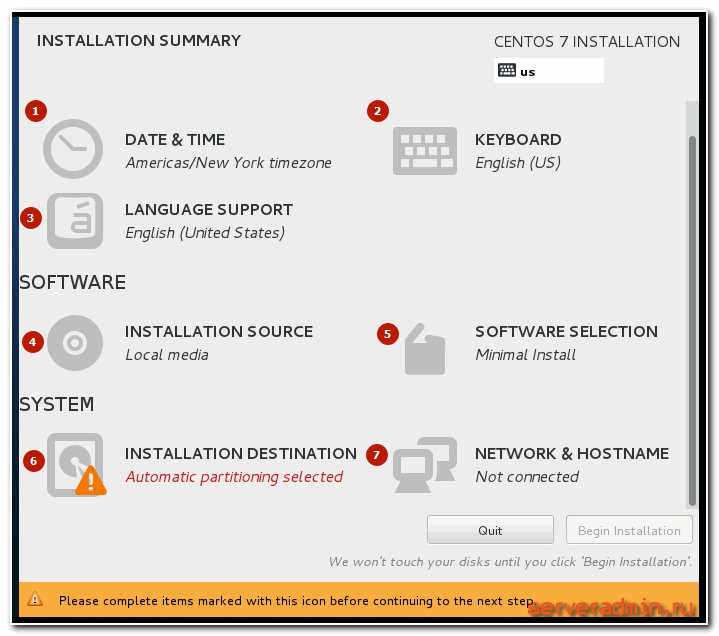 INSTALLATION SUMMARY
CENTOS 7 INSTALLATION
us
1
DATE & TIME
Americas/New York timezone
2
KEYBOARD
English (US)
3
LANGUAGE SUPPORT
English (United States)
SOFTWARE
4
INSTALLATION SOURCE
Local media
5
SOFTWARE SELECTION
Minimal Install
SYSTEM
6
INSTALLATION DESTINATION
Automatic partitioning selected
7
NETWORK & HOSTNAME
Not connected
Quit
Begin Installation
We won't touch your disks until you click 'Begin Installation'.
Please complete items marked with this icon before continuing to the next step.
serveradmin.ru